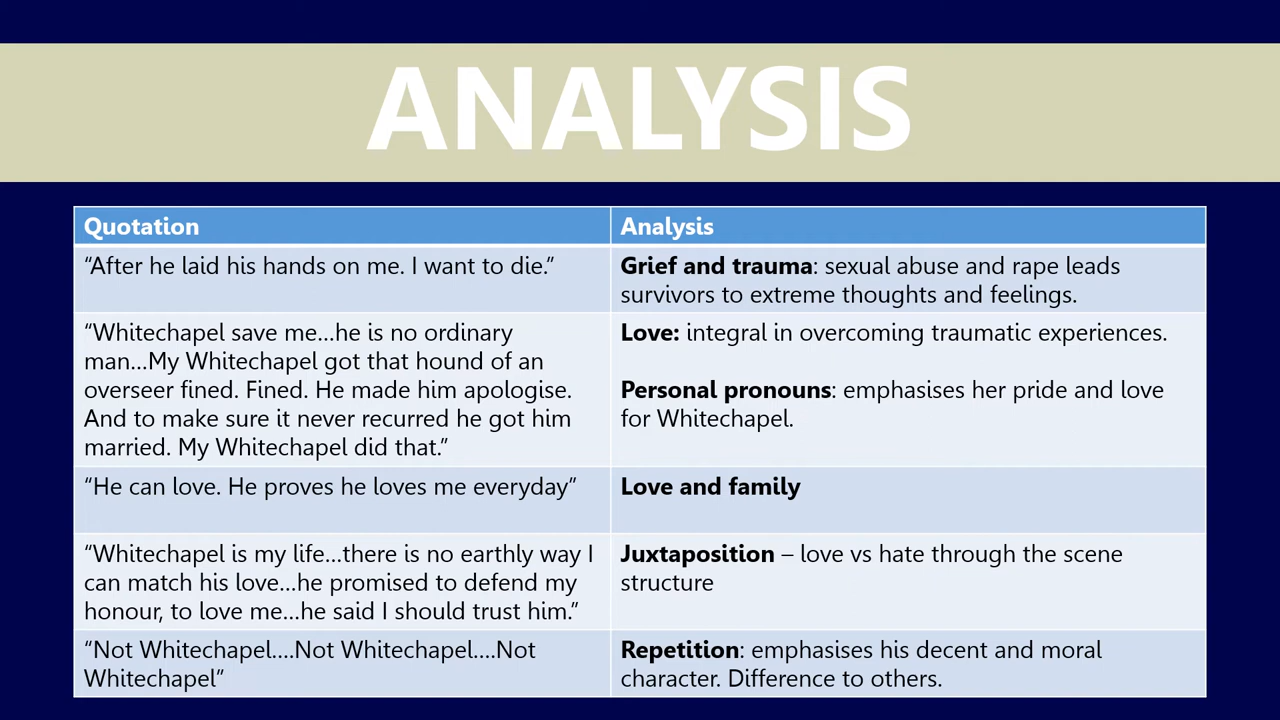 ANALYSIS
Quotation
Analysis
“After he laid his hands on me. I want to die.”
Grief and trauma: sexual abuse and rape leads
survivors to extreme thoughts and feelings.
“Whitechapel save me...he is no ordinary
man...My Whitechapel got that hound of an
overseer fined. Fined. He made him apologise.
And to make sure it never recurred he got him
married. My Whitechapel did that.”
Love: integral in overcoming traumatic experiences.
Personal pronouns: emphasises her pride and love
for Whitechapel.
“He can love. He proves he loves me everyday”
Love and family
“Whitechapel is my life...there is no earthly way I
can match his love...he promised to defend my
honour, to love me...he said I should trust him.”
Juxtaposition – love vs hate through the scene
structure
“Not Whitechapel....Not Whitechapel....Not
Whitechapel”
Repetition: emphasises his decent and moral
character. Difference to others.